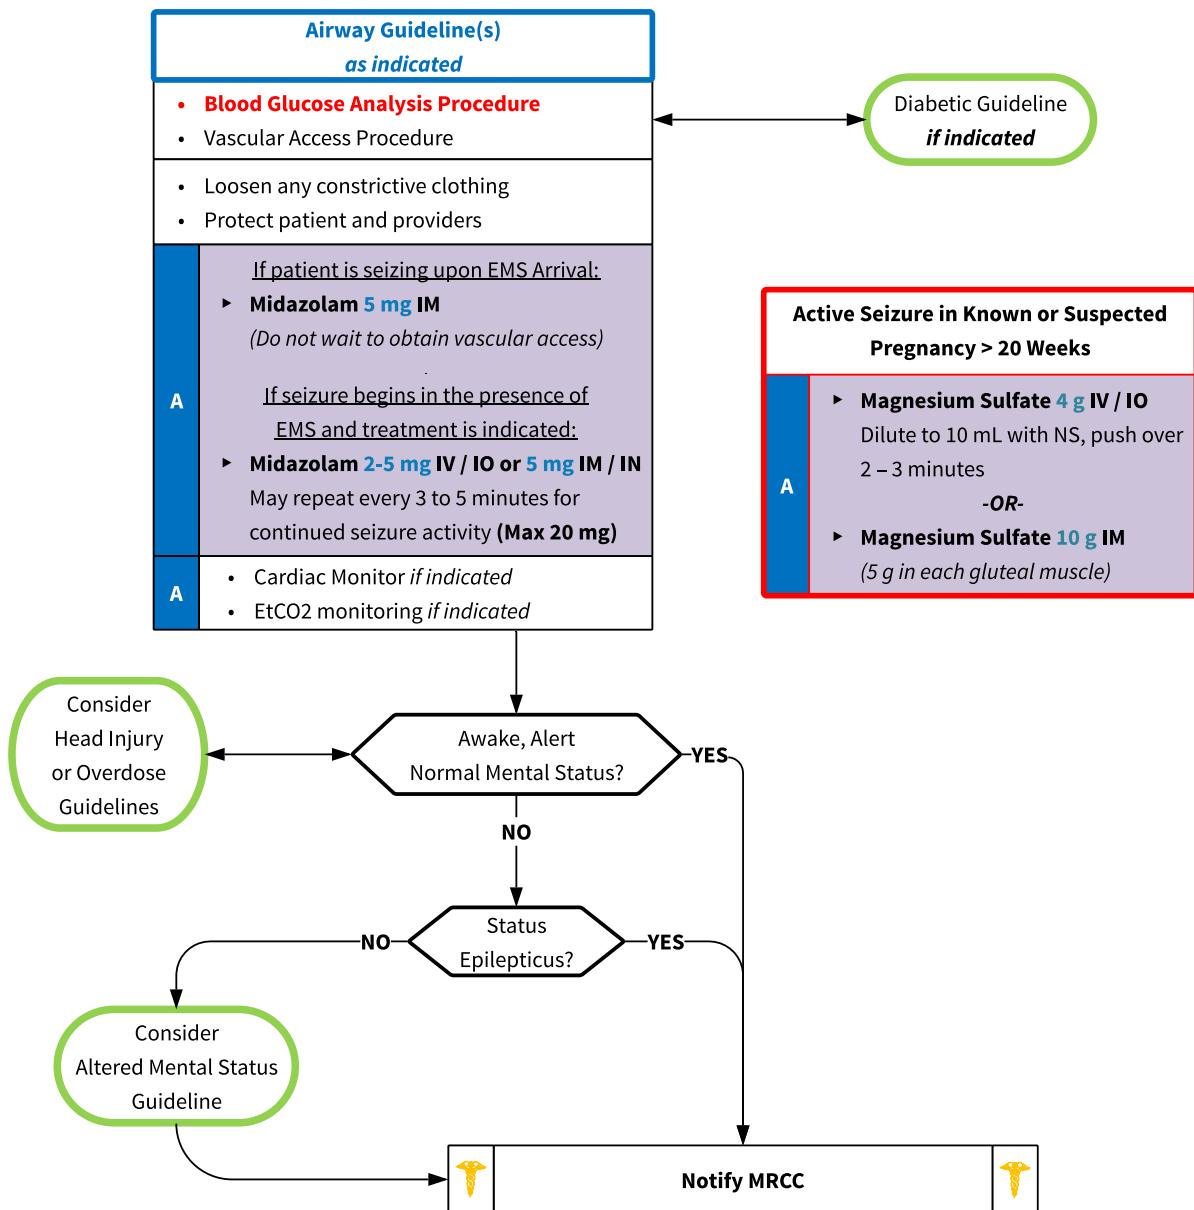 Airway Guideline(s)
as indicated
• Blood Glucose Analysis Procedure
• Vascular Access Procedure
Diabetic Guideline
if indicated
• Loosen any constrictive clothing
• Protect patient and providers
A
If patient is seizing upon EMS Arrival:
Midazolam 5 mg IM
(Do not wait to obtain vascular access)
If seizure begins in the presence of
EMS and treatment is indicated:
Midazolam 2-5 mg IV / IO or 5 mg IM / IN
May repeat every 3 to 5 minutes for
continued seizure activity (Max 20 mg)
A
• Cardiac Monitor if indicated
• EtCO2 monitoring if indicated
Active Seizure in Known or Suspected
Pregnancy > 20 Weeks
A
Magnesium Sulfate 4 g IV / IO
Dilute to 10 mL with NS, push over
2 – 3 minutes
-OR-
Magnesium Sulfate 10 g IM
(5 g in each gluteal muscle)
Consider
Head Injury
or Overdose
Guidelines
Awake, Alert
Normal Mental Status?
YES
NO
Status
Epilepticus?
NO
YES
Consider
Altered Mental Status
Guideline
Notify MRCC